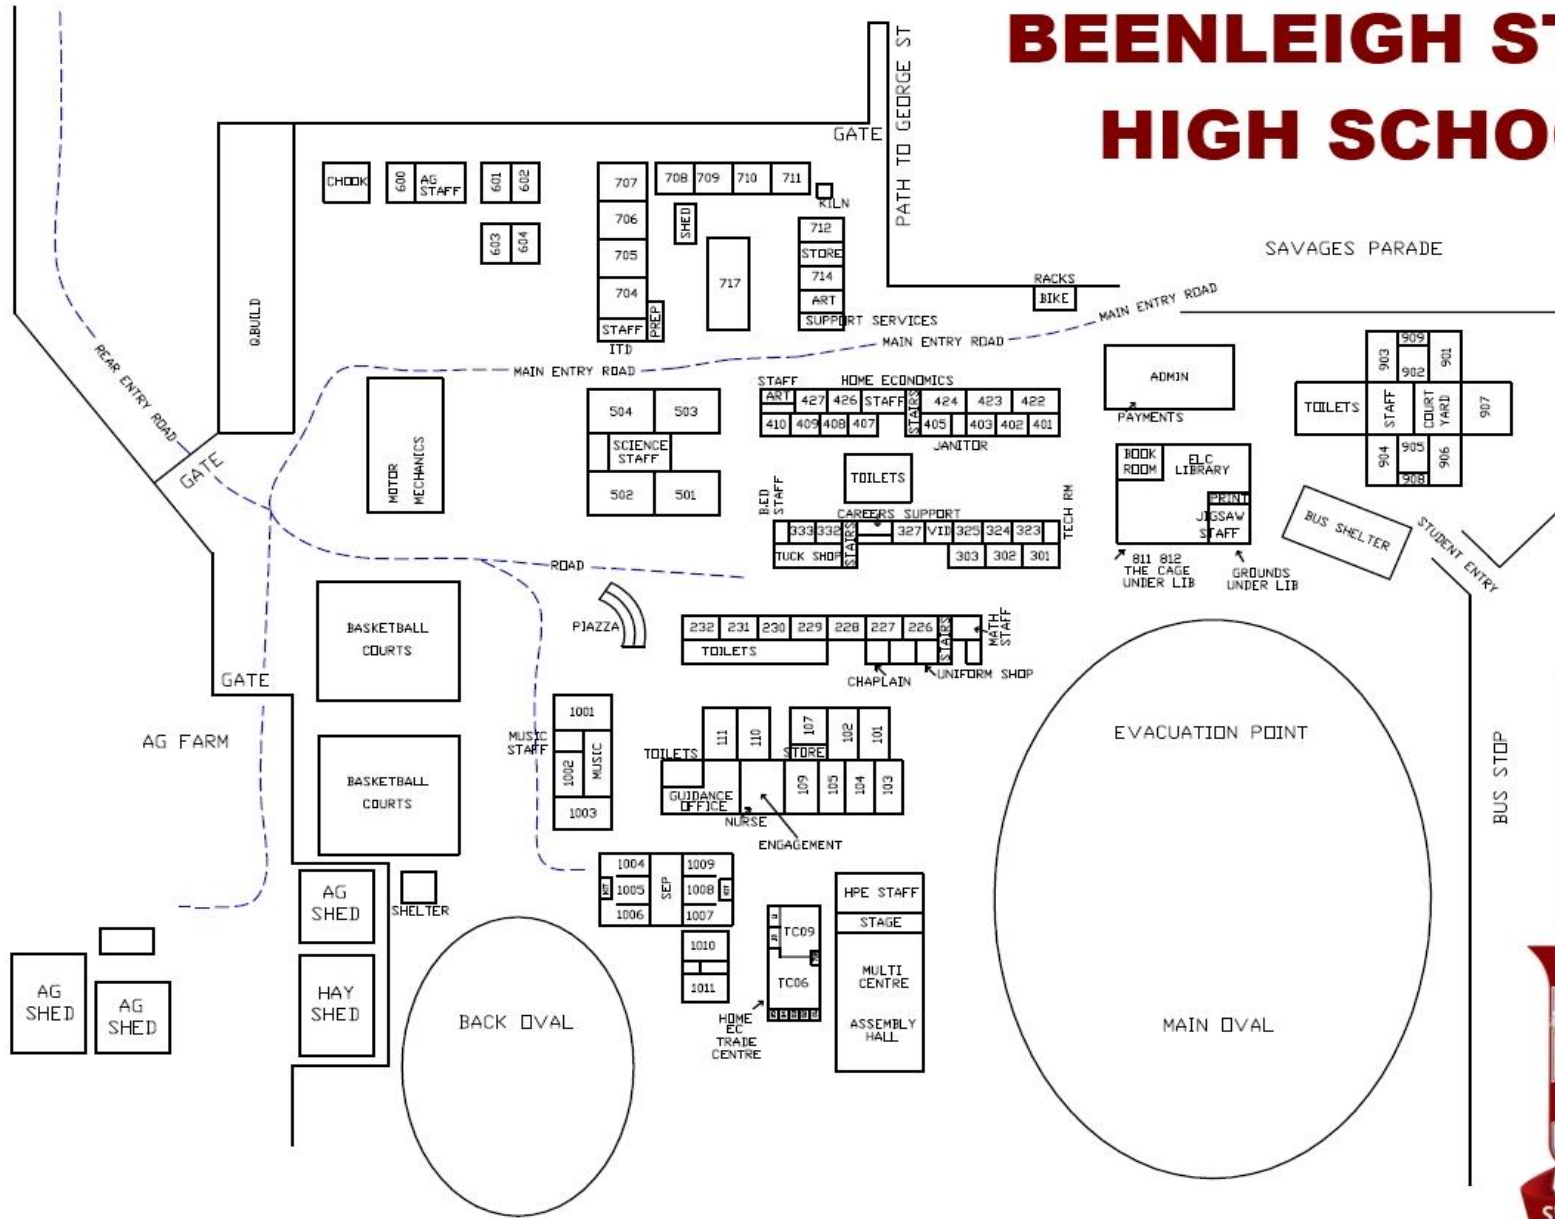 BEENLEIGH ST
HIGH SCHOO
PATH TO GEORGE ST
GATE
SAVAGES PARADE
CHOOK
600
AG
STAFF
601
602
603
604
707
706
705
704
STAFF
PREP
ITD
708
709
710
711
KILN
SHED
717
712
STORE
714
ART
SUPPORT SERVICES
RACKS
BIKE
MAIN ENTRY ROAD
MAIN ENTRY ROAD
MAIN ENTRY ROAD
Q.BUILD
REAR ENTRY ROAD
GATE
MOTOR
MECHANICS
504
503
SCIENCE
STAFF
502
501
STAFF
HOME ECONOMICS
ART
427
426
STAFF
STAIRS
424
423
422
410
409
408
407
405
403
402
401
JANITOR
TOILETS
ADMIN
PAYMENTS
BOOK
ROOM
ELC
LIBRARY
PRINT
JIGSAW
STAFF
811 812
THE CAGE
UNDER LIB
GROUNDS
UNDER LIB
909
903
902
901
TOILETS
STAFF
COURT
YARD
907
904
905
906
908
BUS SHELTER
STUDENT ENTRY
B.ED
STAFF
CAREERS SUPPORT
TECH RM
333
332
STAIRS
327
VID
325
324
323
TUCK SHOP
303
302
301
ROAD
PIAZZA
232
231
230
229
228
227
226
STAIRS
MATH
STAFF
TOILETS
CHAPLAIN
UNIFORM SHOP
BASKETBALL
COURTS
GATE
AG FARM
BASKETBALL
COURTS
1001
MUSIC
STAFF
1002
MUSIC
1003
111
110
107
STORE
102
101
TOILETS
GUIDANCE
OFFICE
NURSE
109
105
104
103
ENGAGEMENT
EVACUATION POINT
BUS STOP
1004
1005
1006
SEP
1009
1008
1007
1010
1011
AG
SHED
SHELTER
HAY
SHED
AG
SHED
AG
SHED
BACK OVAL
TC09
TC06
HOME
EC
TRADE
CENTRE
HPE STAFF
STAGE
MULTI
CENTRE
ASSEMBLY
HALL
MAIN OVAL
S